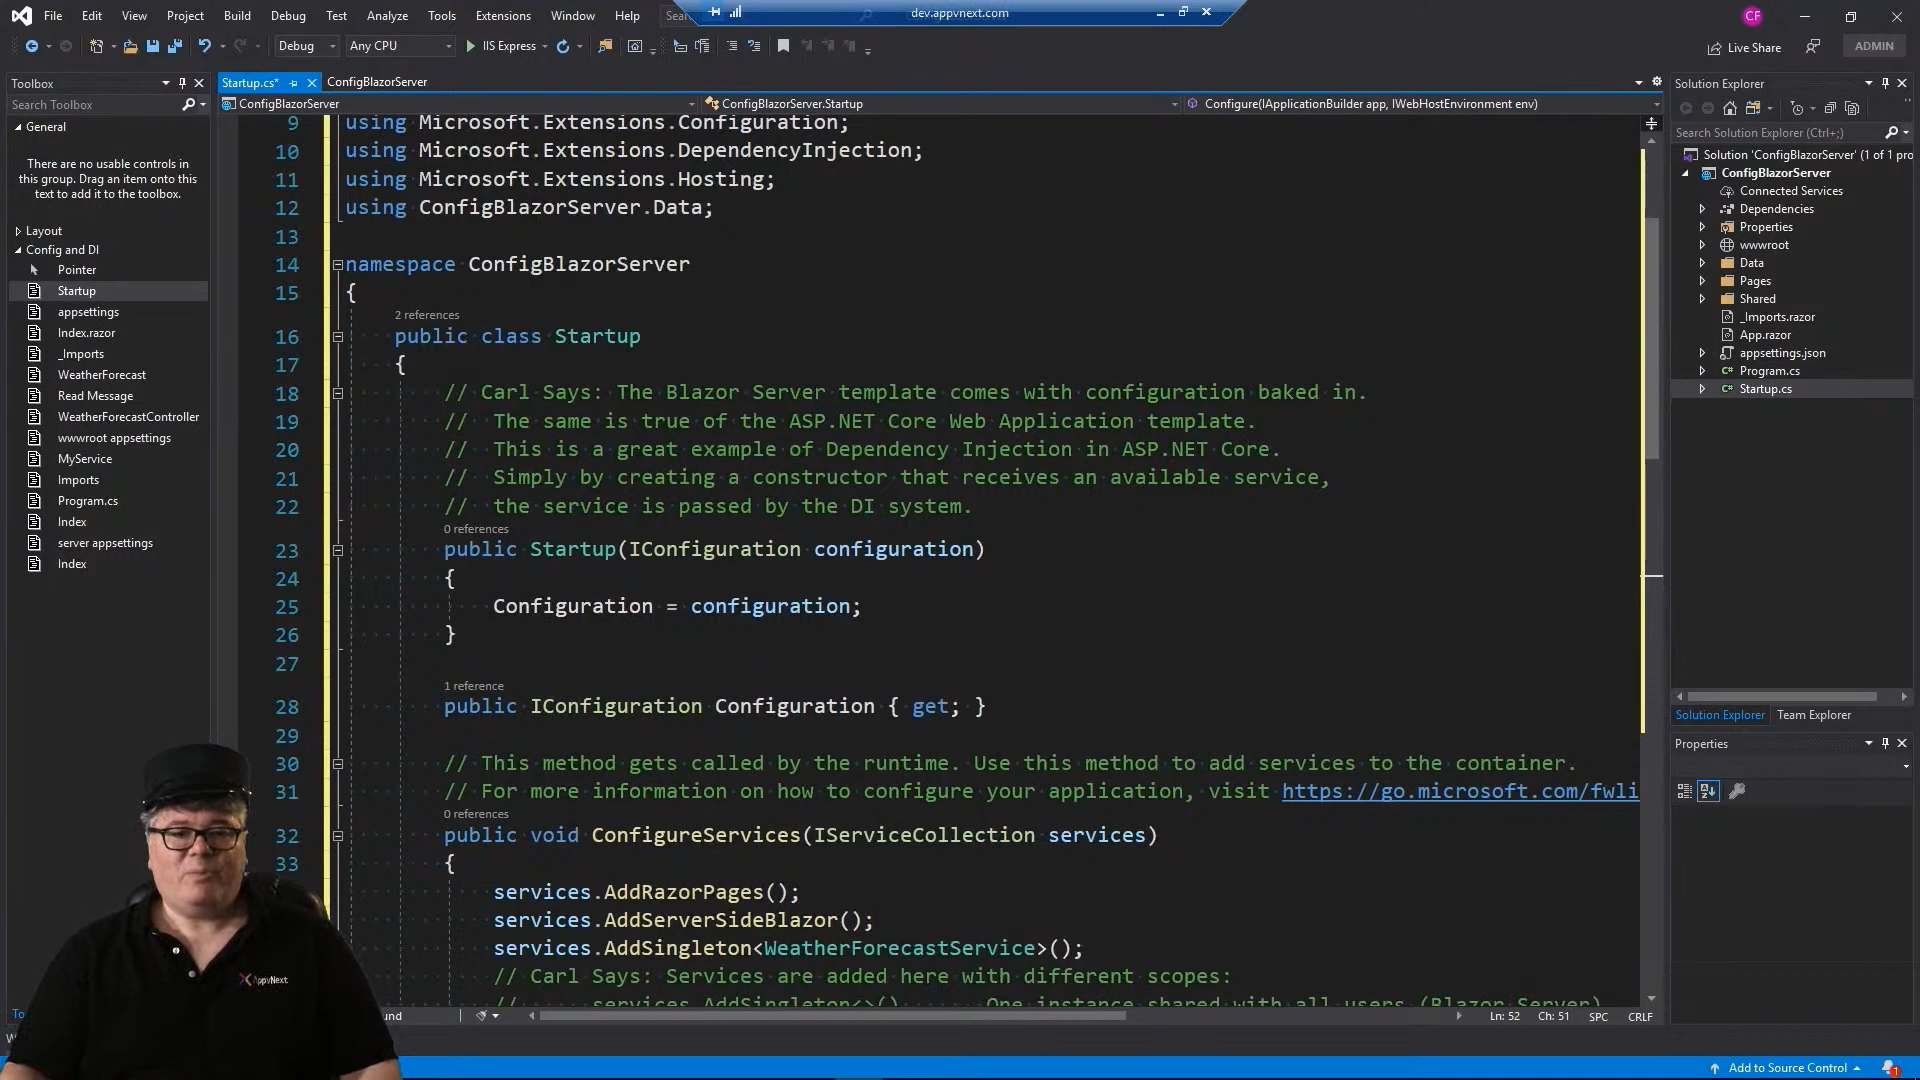 File Edit View Project Build Debug Test Analyze Tools Extensions Window Help
dev.appvnext.com
CF
Debug Any CPU IIS Express
Live Share
ADMIN
Toolbox
Search Toolbox
General
There are no usable controls in
this group. Drag an item onto this
text to add it to the toolbox.
Layout
Config and DI
Pointer
Startup
appsettings
Index.razor
_Imports
WeatherForecast
Read Message
WeatherForecastController
wwwroot appsettings
MyService
Imports
Program.cs
Index
server appsettings
Index
Startup.cs* ConfigBlazorServer
ConfigBlazorServer ConfigBlazorServer.Startup Configure(IApplicationBuilder app, IWebHostEnvironment env)
9 using Microsoft.Extensions.Configuration;
10 using Microsoft.Extensions.DependencyInjection;
11 using Microsoft.Extensions.Hosting;
12 using ConfigBlazorServer.Data;
13
14 namespace ConfigBlazorServer
15 {
2 references
16 public class Startup
17 {
18 // Carl Says: The Blazor Server template comes with configuration baked in.
19 // The same is true of the ASP.NET Core Web Application template.
20 // This is a great example of Dependency Injection in ASP.NET Core.
21 // Simply by creating a constructor that receives an available service,
22 // the service is passed by the DI system.
0 references
23 public Startup(IConfiguration configuration)
24 {
25 Configuration = configuration;
26 }
27
1 reference
28 public IConfiguration Configuration { get; }
29
30 // This method gets called by the runtime. Use this method to add services to the container.
31 // For more information on how to configure your application, visit https://go.microsoft.com/fwli
0 references
32 public void ConfigureServices(IServiceCollection services)
33 {
services.AddRazorPages();
services.AddServerSideBlazor();
services.AddSingleton<WeatherForecastService>();
// Carl Says: Services are added here with different scopes:
// services.AddSingleton<>() One instance shared with all users (Blazor Server)
Ln: 52 Ch: 51 SPC CRLF
Solution Explorer
Search Solution Explorer (Ctrl+;)
Solution 'ConfigBlazorServer' (1 of 1 pro
ConfigBlazorServer
Connected Services
Dependencies
Properties
wwwroot
Data
Pages
Shared
_Imports.razor
App.razor
appsettings.json
Program.cs
Startup.cs
Solution Explorer Team Explorer
Properties
AppvNext
Add to Source Control
1